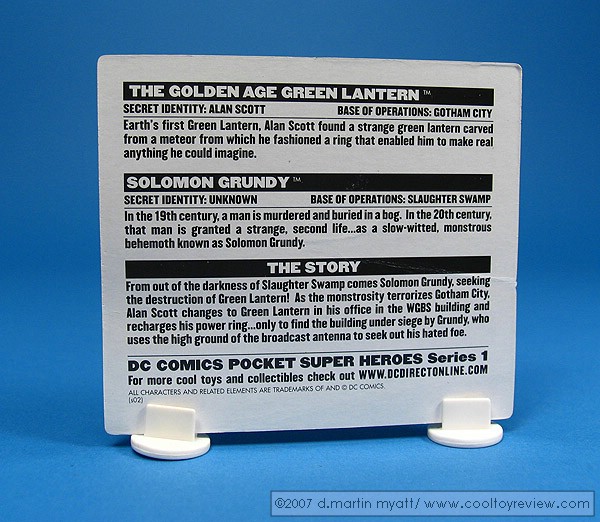 THE GOLDEN AGE GREEN LANTERN™
SECRET IDENTITY: ALAN SCOTT BASE OF OPERATIONS: GOTHAM CITY
Earth's first Green Lantern, Alan Scott found a strange green lantern carved
from a meteor from which he fashioned a ring that enabled him to make real
anything he could imagine.
SOLOMON GRUNDY™
SECRET IDENTITY: UNKNOWN BASE OF OPERATIONS: SLAUGHTER SWAMP
In the 19th century, a man is murdered and buried in a bog. In the 20th century,
that man is granted a strange, second life...as a slow-witted, monstrous
behemoth known as Solomon Grundy.
THE STORY
From out of the darkness of Slaughter Swamp comes Solomon Grundy, seeking
the destruction of Green Lantern! As the monstrosity terrorizes Gotham City,
Alan Scott changes to Green Lantern in his office in the WGBS building and
recharges his power ring...only to find the building under siege by Grundy, who
uses the high ground of the broadcast antenna to seek out his hated foe.
DC COMICS POCKET SUPER HEROES Series 1
For more cool toys and collectibles check out WWW.DCDIRECTONLINE.COM
ALL CHARACTERS AND RELATED ELEMENTS ARE TRADEMARKS OF AND © DC COMICS.
(s02)
©2007 d.martin myatt/ www.cooltoyreview.com